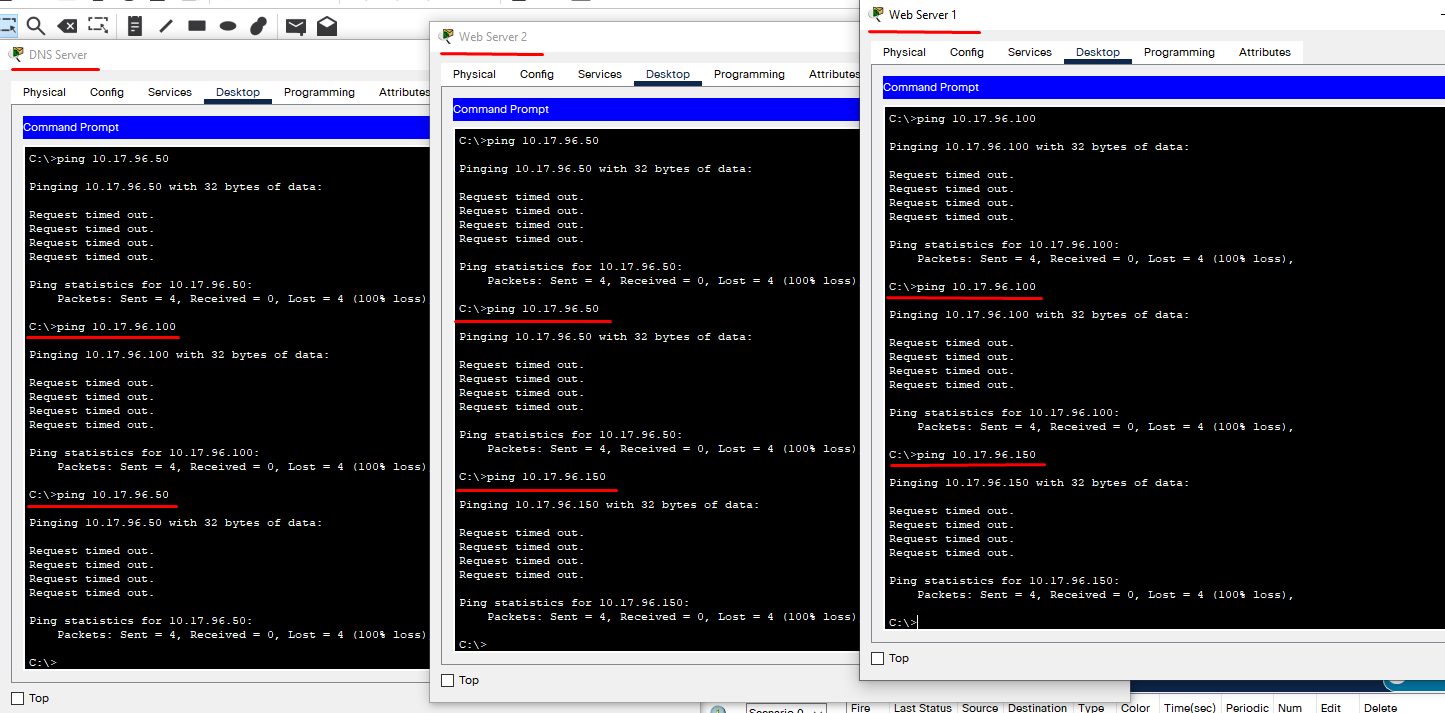 DNS Server
Physical Config Services Desktop Programming Attributes
Command Prompt
C:\>ping 10.17.96.50
Pinging 10.17.96.50 with 32 bytes of data:
Request timed out.
Request timed out.
Request timed out.
Request timed out.
Ping statistics for 10.17.96.50:
Packets: Sent = 4, Received = 0, Lost = 4 (100% loss)
C:\>ping 10.17.96.100
Pinging 10.17.96.100 with 32 bytes of data:
Request timed out.
Request timed out.
Request timed out.
Request timed out.
Ping statistics for 10.17.96.100:
Packets: Sent = 4, Received = 0, Lost = 4 (100% loss)
C:\>ping 10.17.96.50
Pinging 10.17.96.50 with 32 bytes of data:
Request timed out.
Request timed out.
Request timed out.
Request timed out.
Ping statistics for 10.17.96.50:
Packets: Sent = 4, Received = 0, Lost = 4 (100% loss)
C:\>
Top
Web Server 2
Physical Config Services Desktop Programming Attributes
Command Prompt
C:\>ping 10.17.96.50
Pinging 10.17.96.50 with 32 bytes of data:
Request timed out.
Request timed out.
Request timed out.
Request timed out.
Ping statistics for 10.17.96.50:
Packets: Sent = 4, Received = 0, Lost = 4 (100% loss)
C:\>ping 10.17.96.50
Pinging 10.17.96.50 with 32 bytes of data:
Request timed out.
Request timed out.
Request timed out.
Request timed out.
Ping statistics for 10.17.96.50:
Packets: Sent = 4, Received = 0, Lost = 4 (100% loss)
C:\>ping 10.17.96.150
Pinging 10.17.96.150 with 32 bytes of data:
Request timed out.
Request timed out.
Request timed out.
Request timed out.
Ping statistics for 10.17.96.150:
Packets: Sent = 4, Received = 0, Lost = 4 (100% loss)
C:\>
Top
Web Server 1
Physical Config Services Desktop Programming Attributes
Command Prompt
C:\>ping 10.17.96.100
Pinging 10.17.96.100 with 32 bytes of data:
Request timed out.
Request timed out.
Request timed out.
Request timed out.
Ping statistics for 10.17.96.100:
Packets: Sent = 4, Received = 0, Lost = 4 (100% loss),
C:\>ping 10.17.96.100
Pinging 10.17.96.100 with 32 bytes of data:
Request timed out.
Request timed out.
Request timed out.
Request timed out.
Ping statistics for 10.17.96.100:
Packets: Sent = 4, Received = 0, Lost = 4 (100% loss),
C:\>ping 10.17.96.150
Pinging 10.17.96.150 with 32 bytes of data:
Request timed out.
Request timed out.
Request timed out.
Request timed out.
Ping statistics for 10.17.96.150:
Packets: Sent = 4, Received = 0, Lost = 4 (100% loss),
C:\>
Top
Scenario 0
Fire Last Status Source Destination Type Color Time(sec) Periodic Num Edit Delete